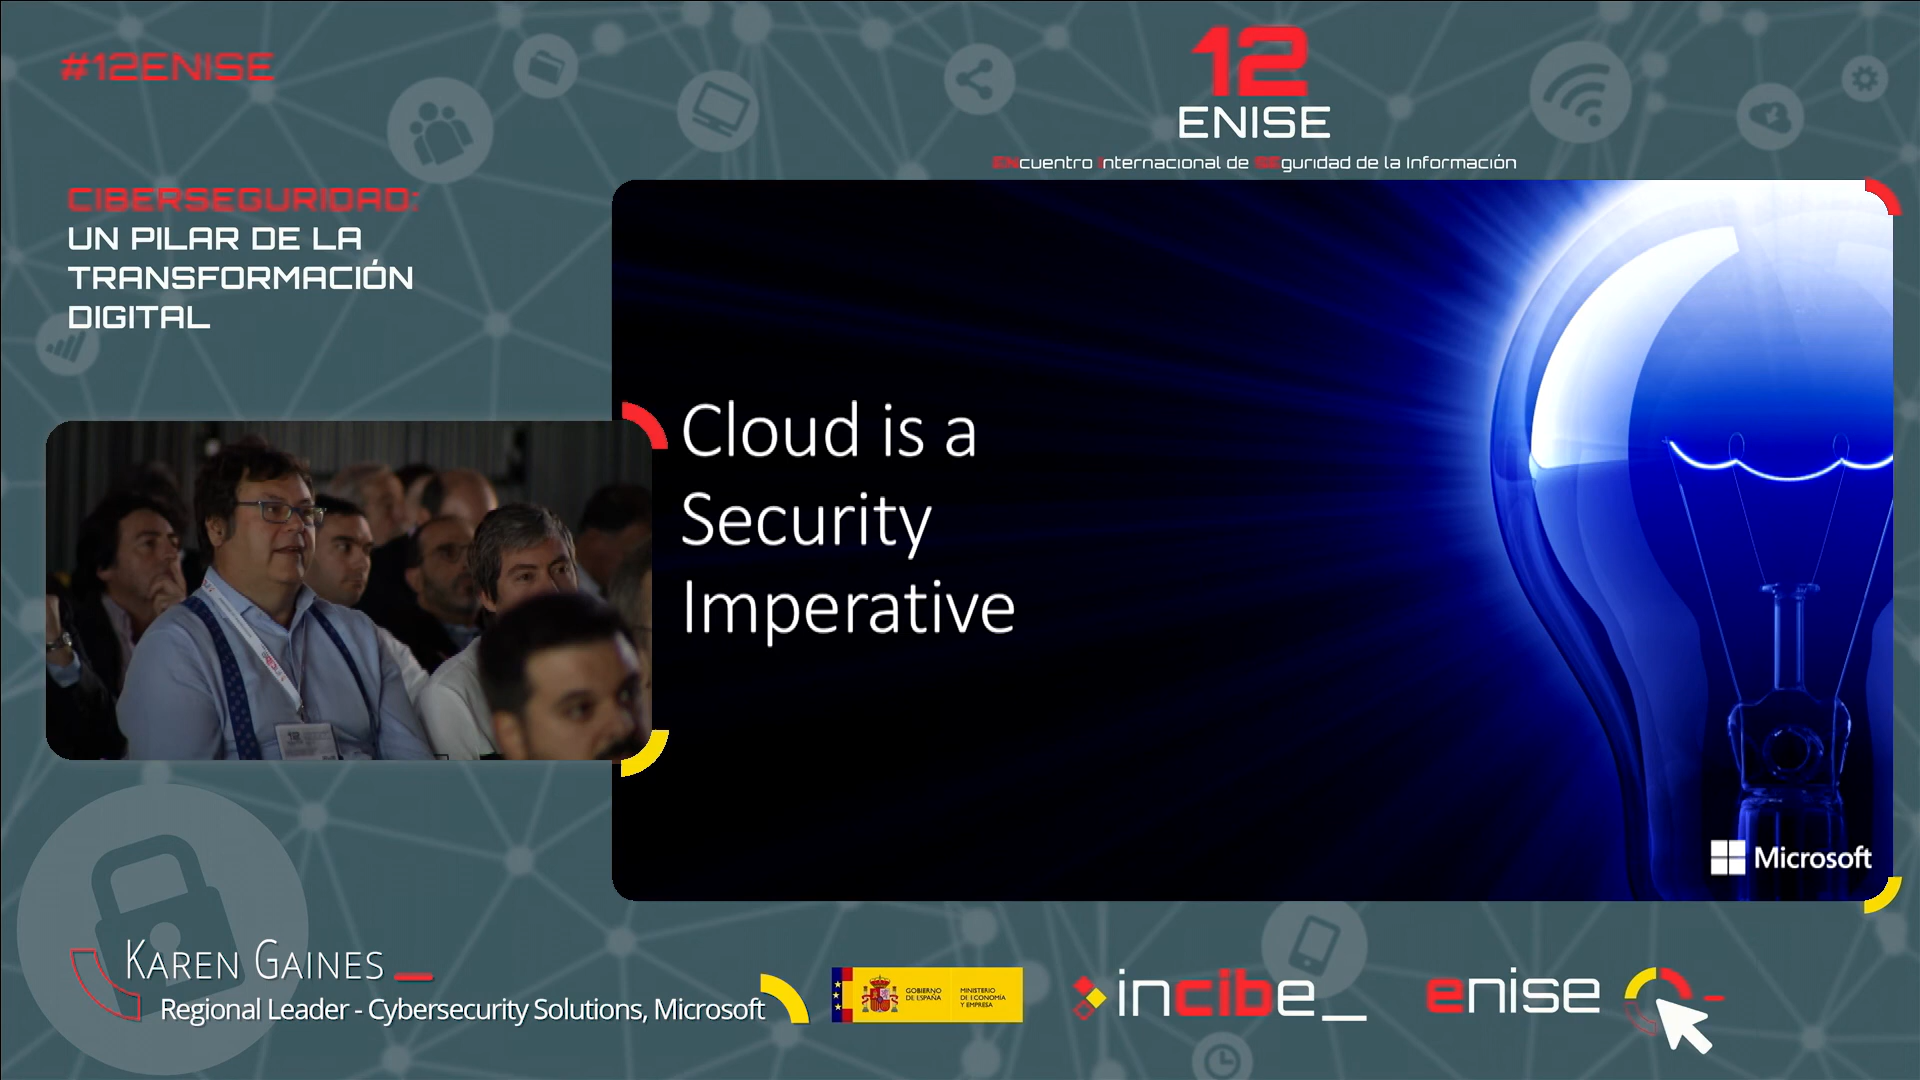 #12ENISE
12
ENISE
ENcuentro Internacional de SEguridad de la Información
CIBERSEGURIDAD:
UN PILAR DE LA
TRANSFORMACIÓN
DIGITAL
Cloud is a
Security
Imperative
Microsoft
12
KAREN GAINES
Regional Leader - Cybersecurity Solutions, Microsoft
GOBIERNO
DE ESPAÑA
MINISTERIO
DE ECONOMÍA
Y EMPRESA
incibe_
enise